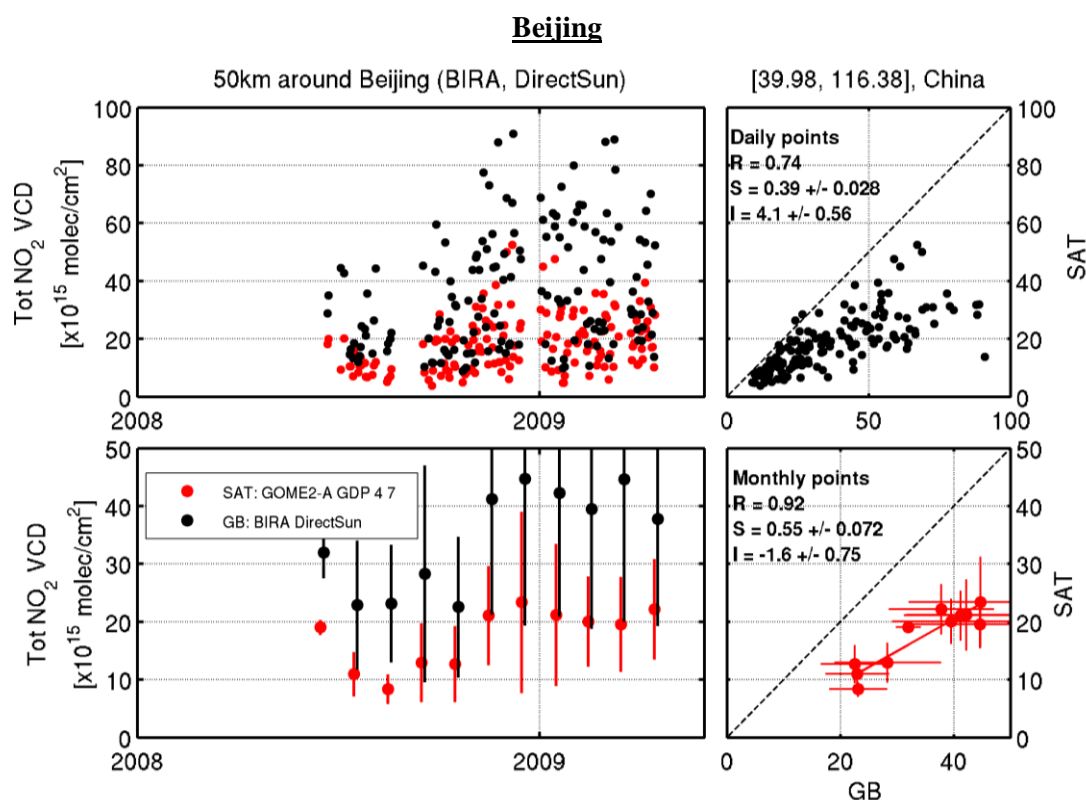 Beijing
50km around Beijing (BIRA, DirectSun)
[39.98, 116.38], China
Tot NO2 VCD
[x10^15 molec/cm^2]
100
80
60
40
20
0
2008
2009
Daily points
R = 0.74
S = 0.39 +/- 0.028
I = 4.1 +/- 0.56
100
80
60
40
20
0
SAT
0
50
100
Tot NO2 VCD
[x10^15 molec/cm^2]
50
40
30
20
10
0
SAT: GOME2-A GDP 4 7
GB: BIRA DirectSun
2008
2009
Monthly points
R = 0.92
S = 0.55 +/- 0.072
I = -1.6 +/- 0.75
50
40
30
20
10
0
SAT
0
20
40
GB